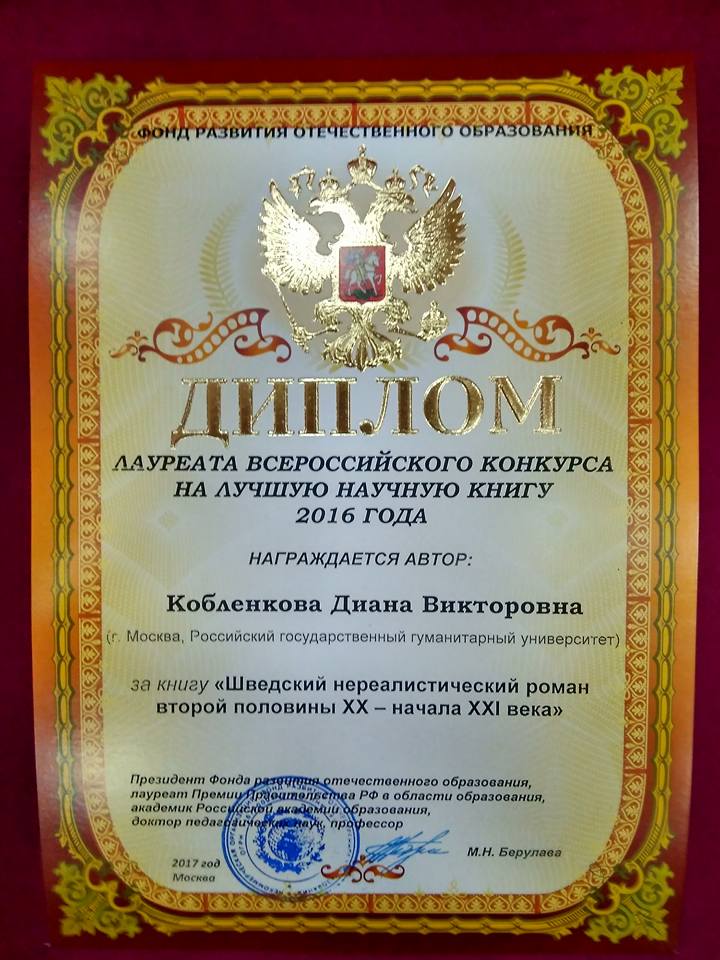 ФОНД РАЗВИТИЯ ОТЕЧЕСТВЕННОГО ОБРАЗОВАНИЯ
ДИПЛОМ
ЛАУРЕАТА ВСЕРОССИЙСКОГО КОНКУРСА
НА ЛУЧШУЮ НАУЧНУЮ КНИГУ
2016 ГОДА
НАГРАЖДАЕТСЯ АВТОР:
Кобленкова Диана Викторовна
(г. Москва, Российский государственный гуманитарный университет)
за книгу «Шведский нереалистический роман
второй половины XX – начала XXI века»
Президент Фонда развития отечественного образования,
лауреат Премии Правительства РФ в области образования,
академик Российской академии образования,
доктор педагогических наук, профессор
М.Н. Берулава
2017 год
Москва